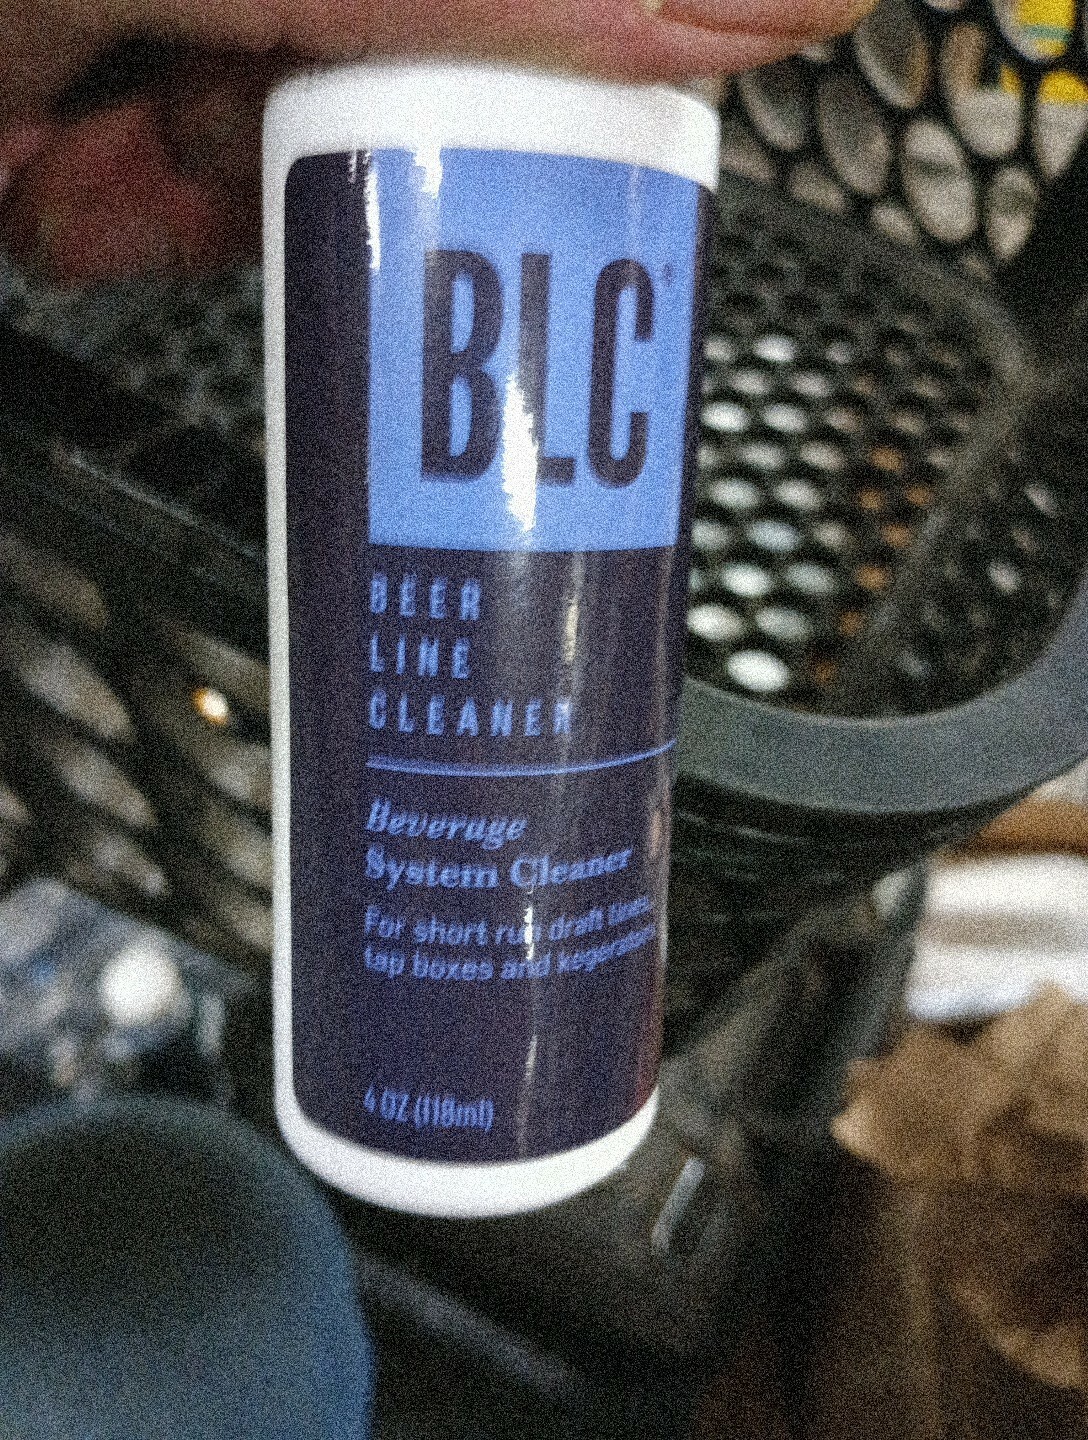 BLC®
BEER
LINE
CLEANER
Beverage
System Cleaner
For short run draft lines,
tap boxes and kegerators
4 OZ (118ml)